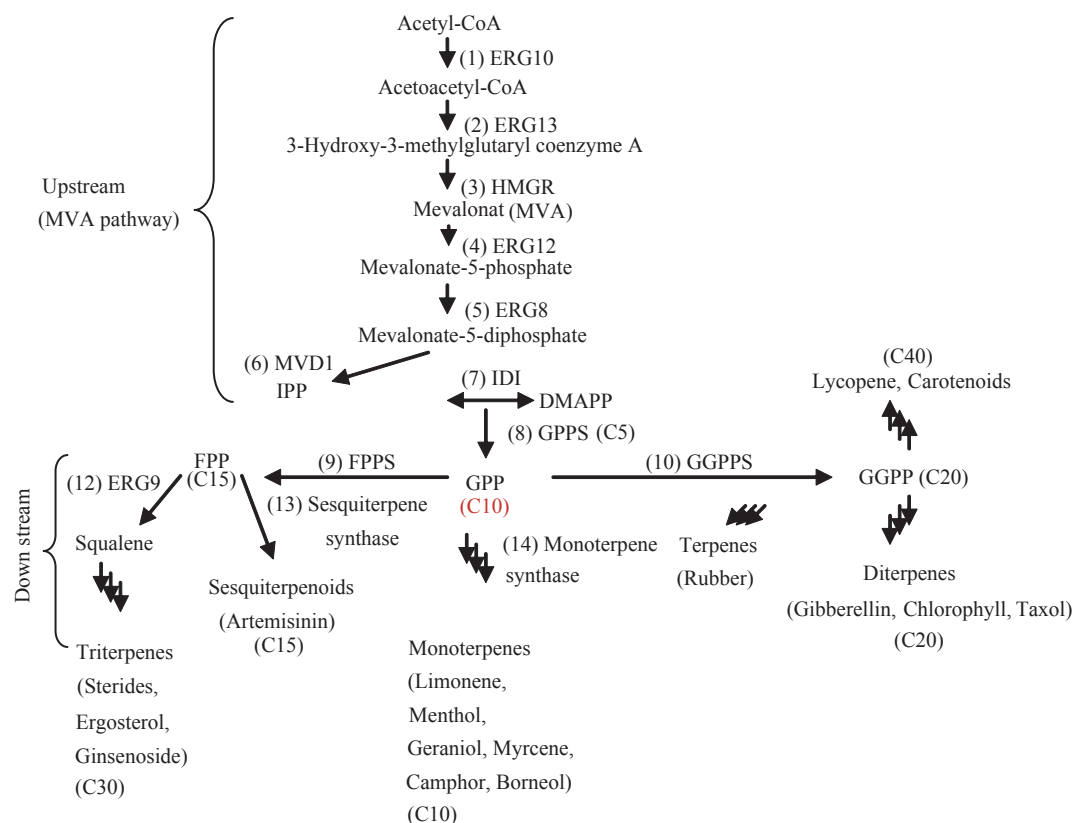 Acetyl-CoA
(1) ERG10
Acetoacetyl-CoA
(2) ERG13
3-Hydroxy-3-methylglutaryl coenzyme A
(3) HMGR
Mevalonat (MVA)
(4) ERG12
Mevalonate-5-phosphate
(5) ERG8
Mevalonate-5-diphosphate
Upstream
(MVA pathway)
(6) MVD1
IPP
(7) IDI
DMAPP
(8) GPPS (C5)
(C40)
Lycopene, Carotenoids
Down stream
(12) ERG9
FPP
(C15)
(9) FPPS
GPP
(C10)
(10) GGPPS
GGPP (C20)
(13) Sesquiterpene
synthase
(14) Monoterpene
synthase
Squalene
Sesquiterpenoids
(Artemisinin)
(C15)
Terpenes
(Rubber)
Diterpenes
(Gibberellin, Chlorophyll, Taxol)
(C20)
Triterpenes
(Sterides,
Ergosterol,
Ginsenoside)
(C30)
Monoterpenes
(Limonene,
Menthol,
Geraniol, Myrcene,
Camphor, Borneol)
(C10)